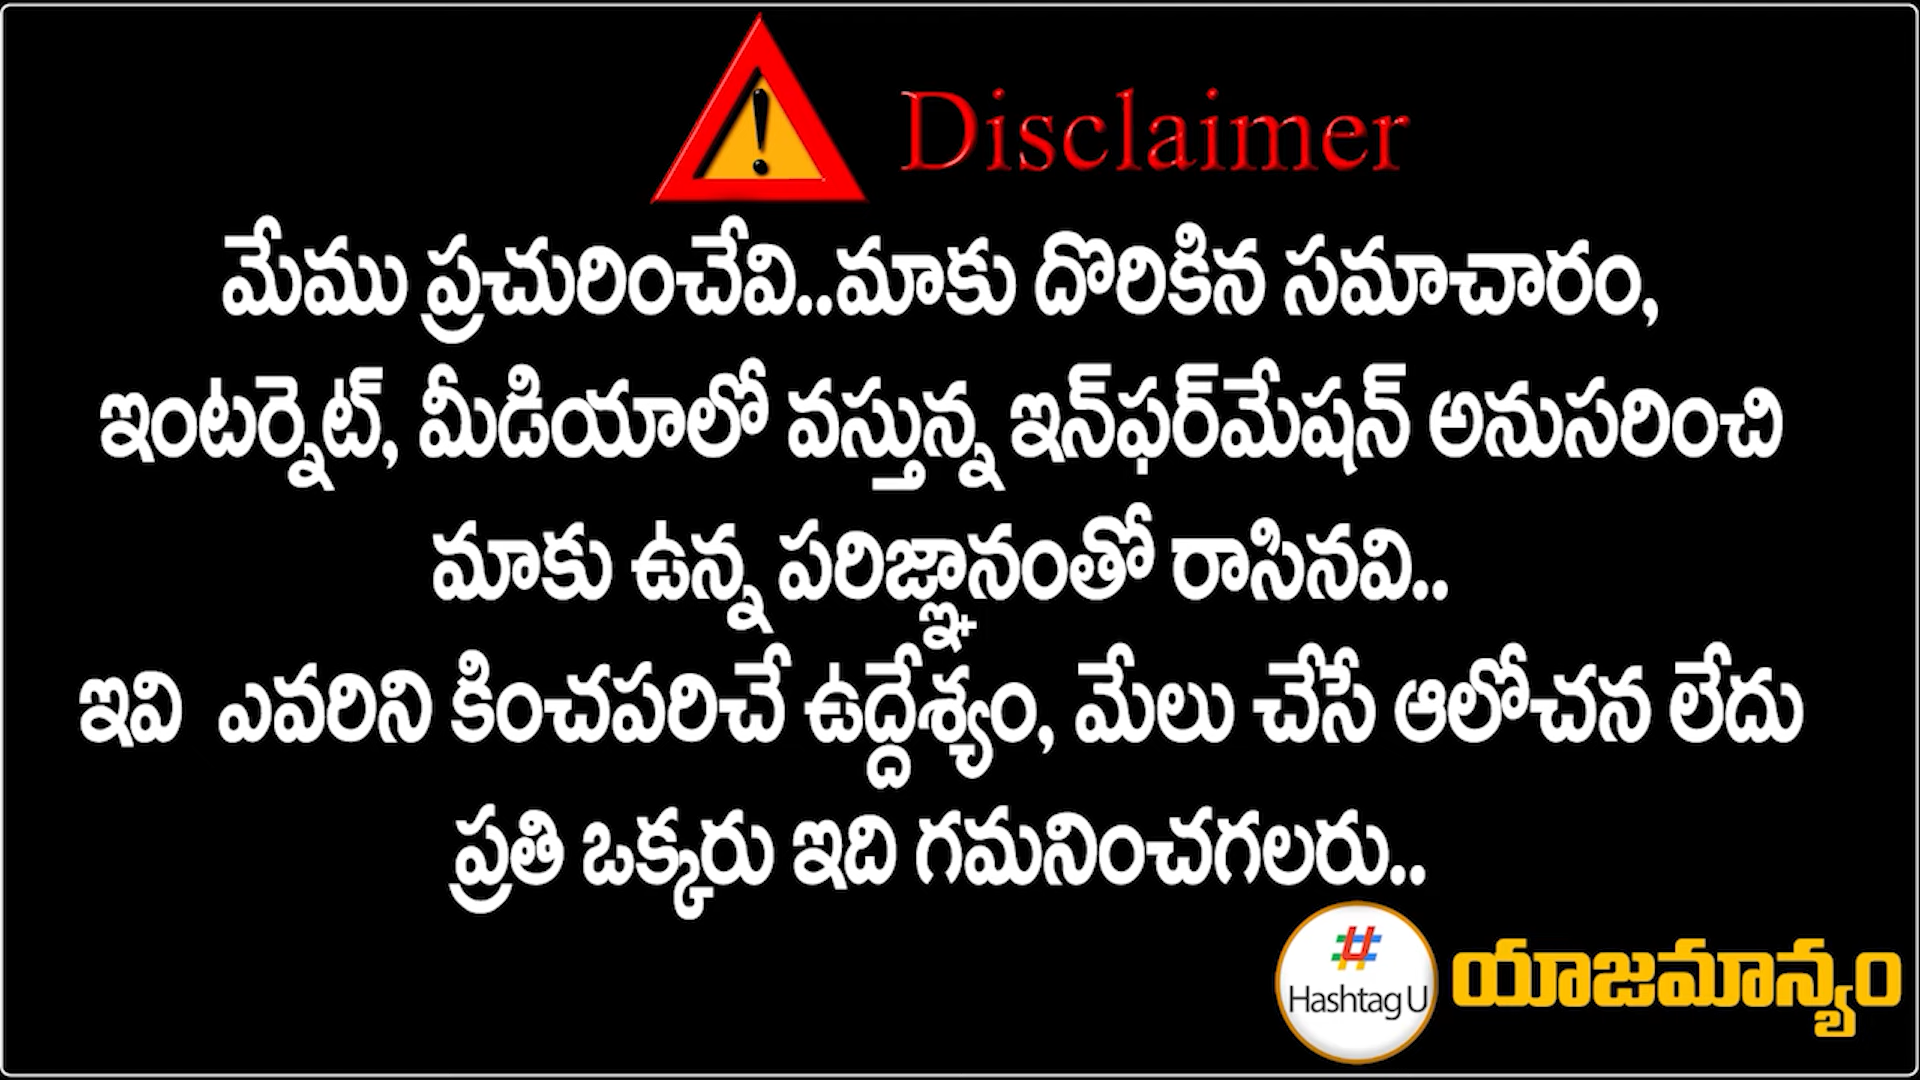 Disclaimer
మేము ప్రచురించేవి..మాకు దొరికిన సమాచారం,
ఇంటర్నెట్, మీడియాలో వస్తున్న ఇన్‌ఫర్‌మేషన్ అనుసరించి
మాకు ఉన్న పరిజ్ఞానంతో రాసినవి..
ఇవి ఎవరిని కించపరిచే ఉద్దేశ్యం, మేలు చేసే ఆలోచన లేదు
ప్రతి ఒక్కరు ఇది గమనించగలరు..
# Hashtag U
యాజమాన్యం